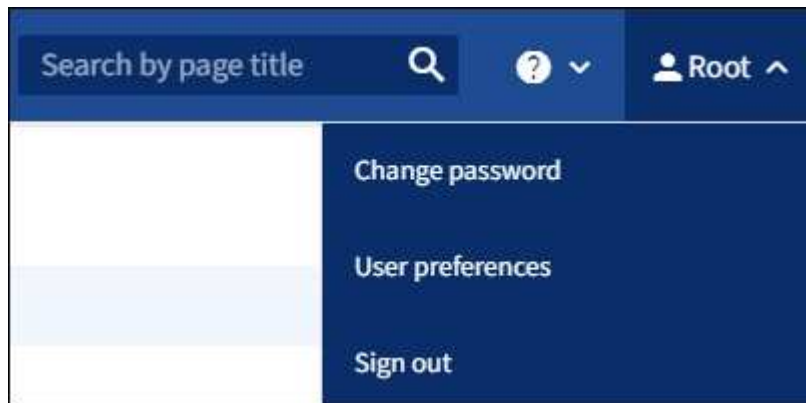 Search by page title
?
Root
Change password
User preferences
Sign out